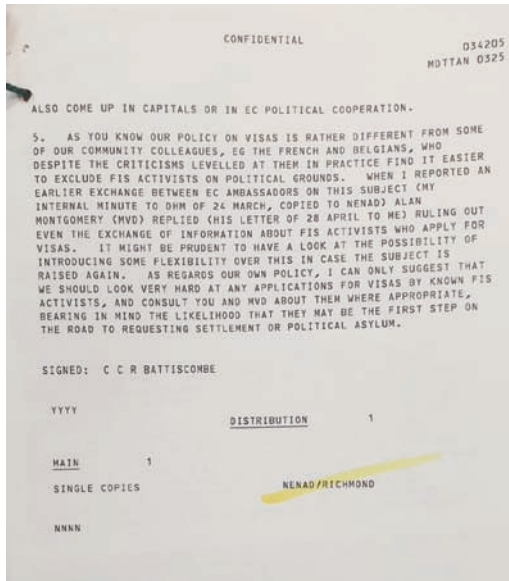 CONFIDENTIAL
034205
MDTTAN 0325
ALSO COME UP IN CAPITALS OR IN EC POLITICAL COOPERATION.
5. AS YOU KNOW OUR POLICY ON VISAS IS RATHER DIFFERENT FROM SOME
OF OUR COMMUNITY COLLEAGUES, EG THE FRENCH AND BELGIANS, WHO
DESPITE THE CRITICISMS LEVELLED AT THEM IN PRACTICE FIND IT EASIER
TO EXCLUDE FIS ACTIVISTS ON POLITICAL GROUNDS. WHEN I REPORTED AN
EARLIER EXCHANGE BETWEEN EC AMBASSADORS ON THIS SUBJECT (MY
INTERNAL MINUTE TO DHM OF 24 MARCH, COPIED TO NENAD) ALAN
MONTGOMERY (MVD) REPLIED (HIS LETTER OF 28 APRIL TO ME) RULING OUT
EVEN THE EXCHANGE OF INFORMATION ABOUT FIS ACTIVISTS WHO APPLY FOR
VISAS. IT MIGHT BE PRUDENT TO HAVE A LOOK AT THE POSSIBILITY OF
INTRODUCING SOME FLEXIBILITY OVER THIS IN CASE THE SUBJECT IS
RAISED AGAIN. AS REGARDS OUR OWN POLICY, I CAN ONLY SUGGEST THAT
WE SHOULD LOOK VERY HARD AT ANY APPLICATIONS FOR VISAS BY KNOWN FIS
ACTIVISTS, AND CONSULT YOU AND MVD ABOUT THEM WHERE APPROPRIATE,
BEARING IN MIND THE LIKELIHOOD THAT THEY MAY BE THE FIRST STEP ON
THE ROAD TO REQUESTING SETTLEMENT OR POLITICAL ASYLUM.
SIGNED: C C R BATTISCOMBE
YYYY
DISTRIBUTION 1
MAIN 1
SINGLE COPIES NENAD/RICHMOND
NNNN